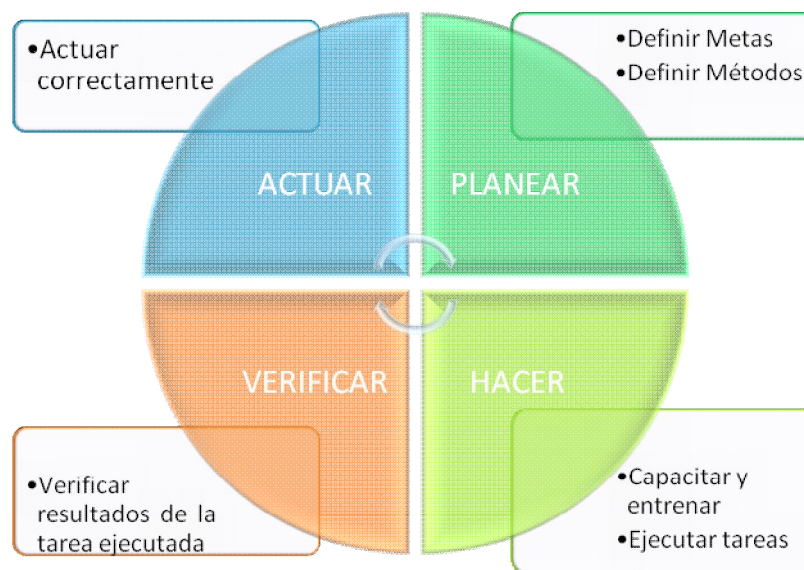 •Actuar
correctamente
•Definir Metas
•Definir Métodos
ACTUAR
PLANEAR
VERIFICAR
HACER
•Verificar
resultados de la
tarea ejecutada
•Capacitar y
entrenar
•Ejecutar tareas